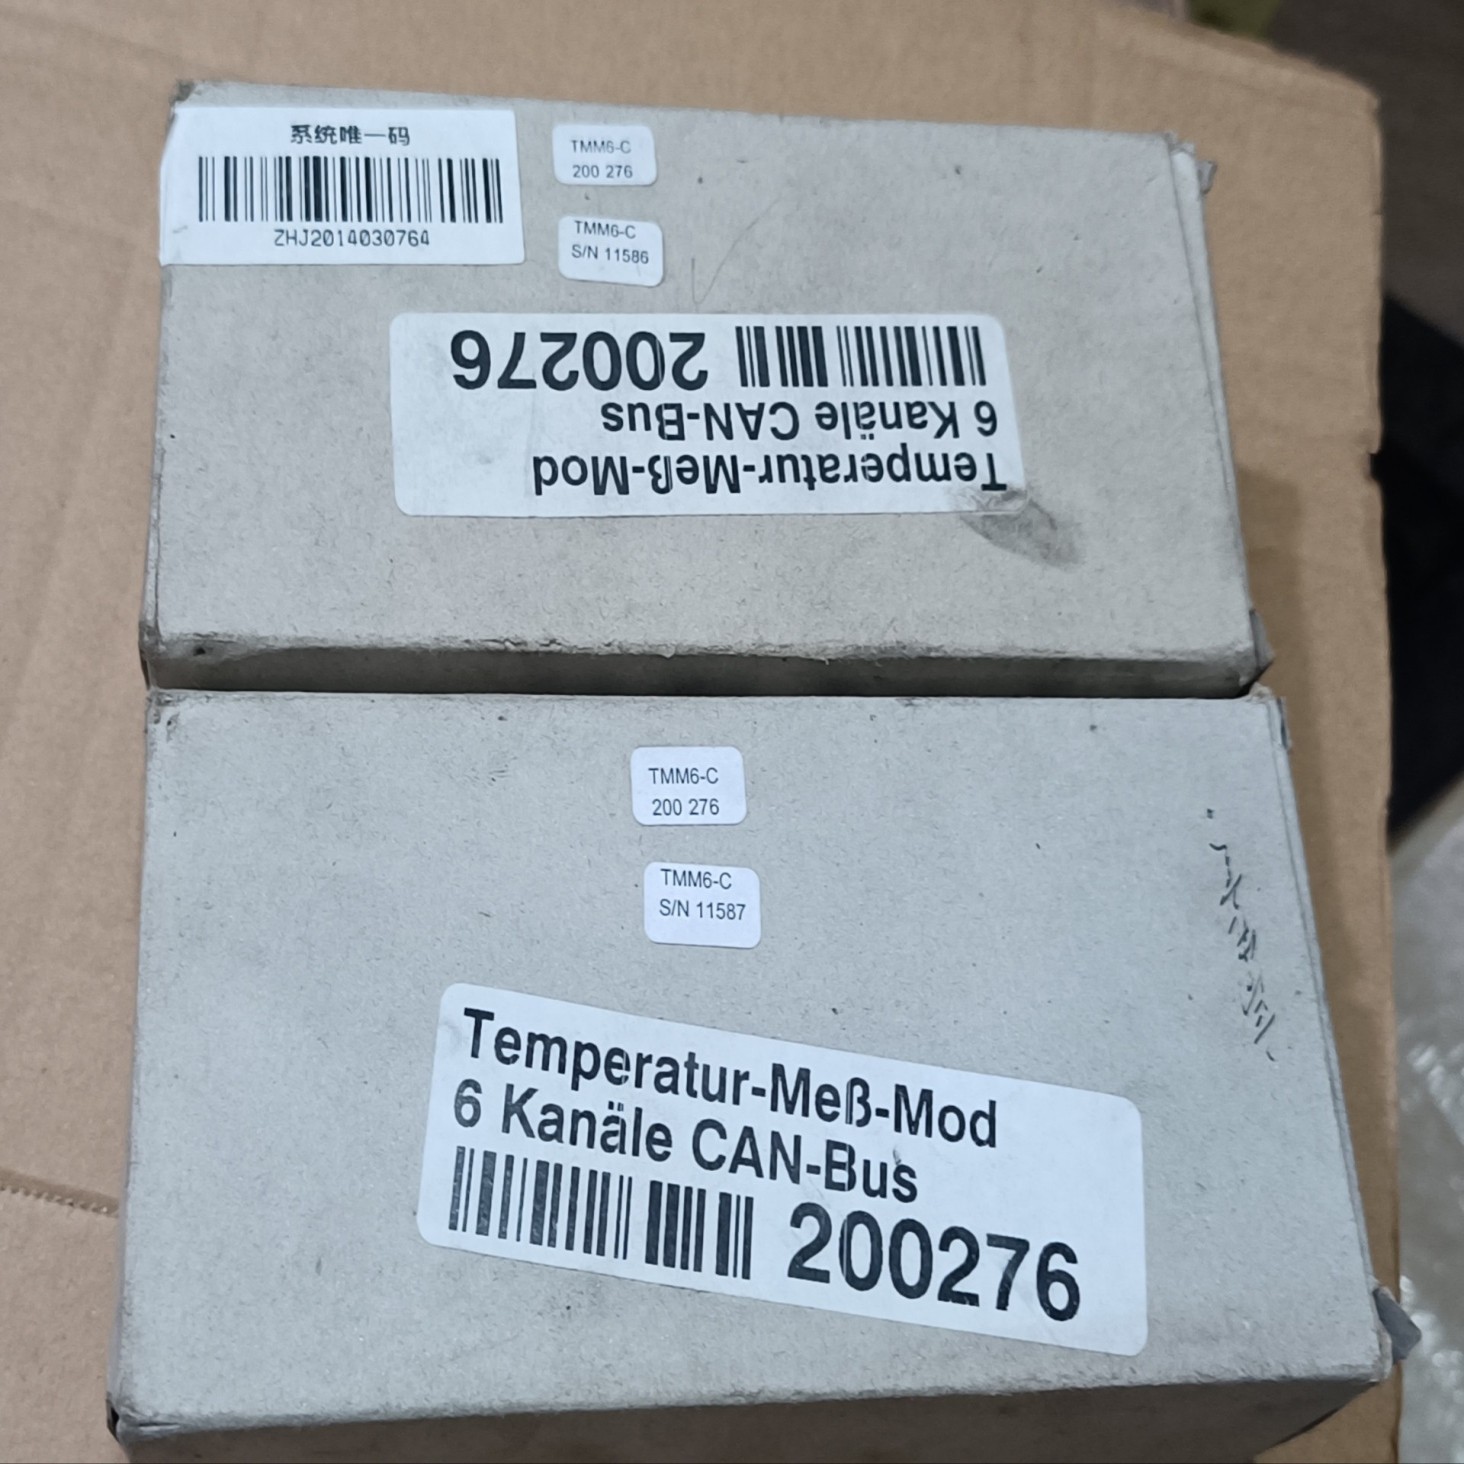 系统唯一码
ZHJ2014030764
TMM6-C
200 276
TMM6-C
S/N 11586
Temperatur-Meß-Mod
6 Kanäle CAN-Bus
200276
TMM6-C
200 276
TMM6-C
S/N 11587
Temperatur-Meß-Mod
6 Kanäle CAN-Bus
200276